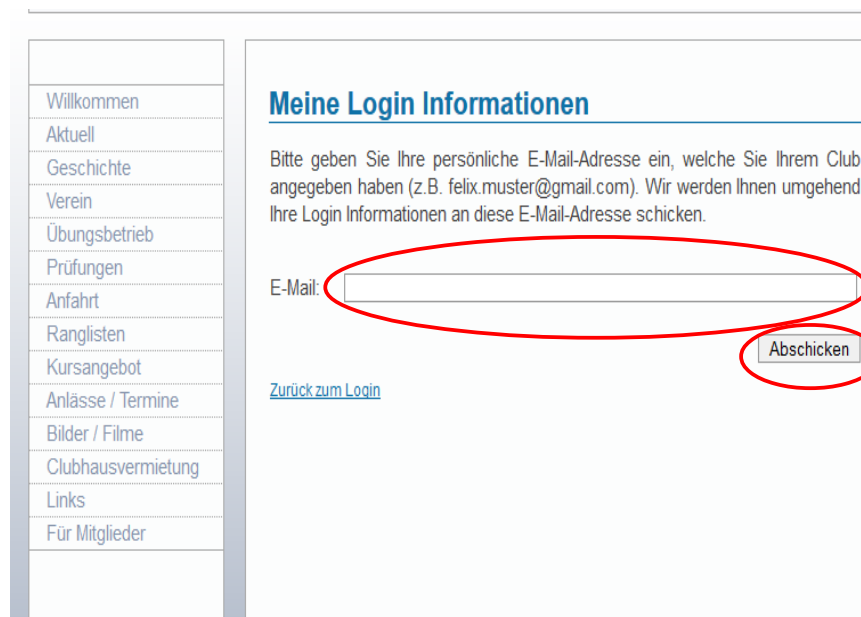 Willkommen
Aktuell
Geschichte
Verein
Übungsbetrieb
Prüfungen
Anfahrt
Ranglisten
Kursangebot
Anlässe / Termine
Bilder / Filme
Clubhausvermietung
Links
Für Mitglieder
Meine Login Informationen
Bitte geben Sie Ihre persönliche E-Mail-Adresse ein, welche Sie Ihrem Club
angegeben haben (z.B. felix.muster@gmail.com). Wir werden Ihnen umgehend
Ihre Login Informationen an diese E-Mail-Adresse schicken.
E-Mail:
Abschicken
Zurück zum Login